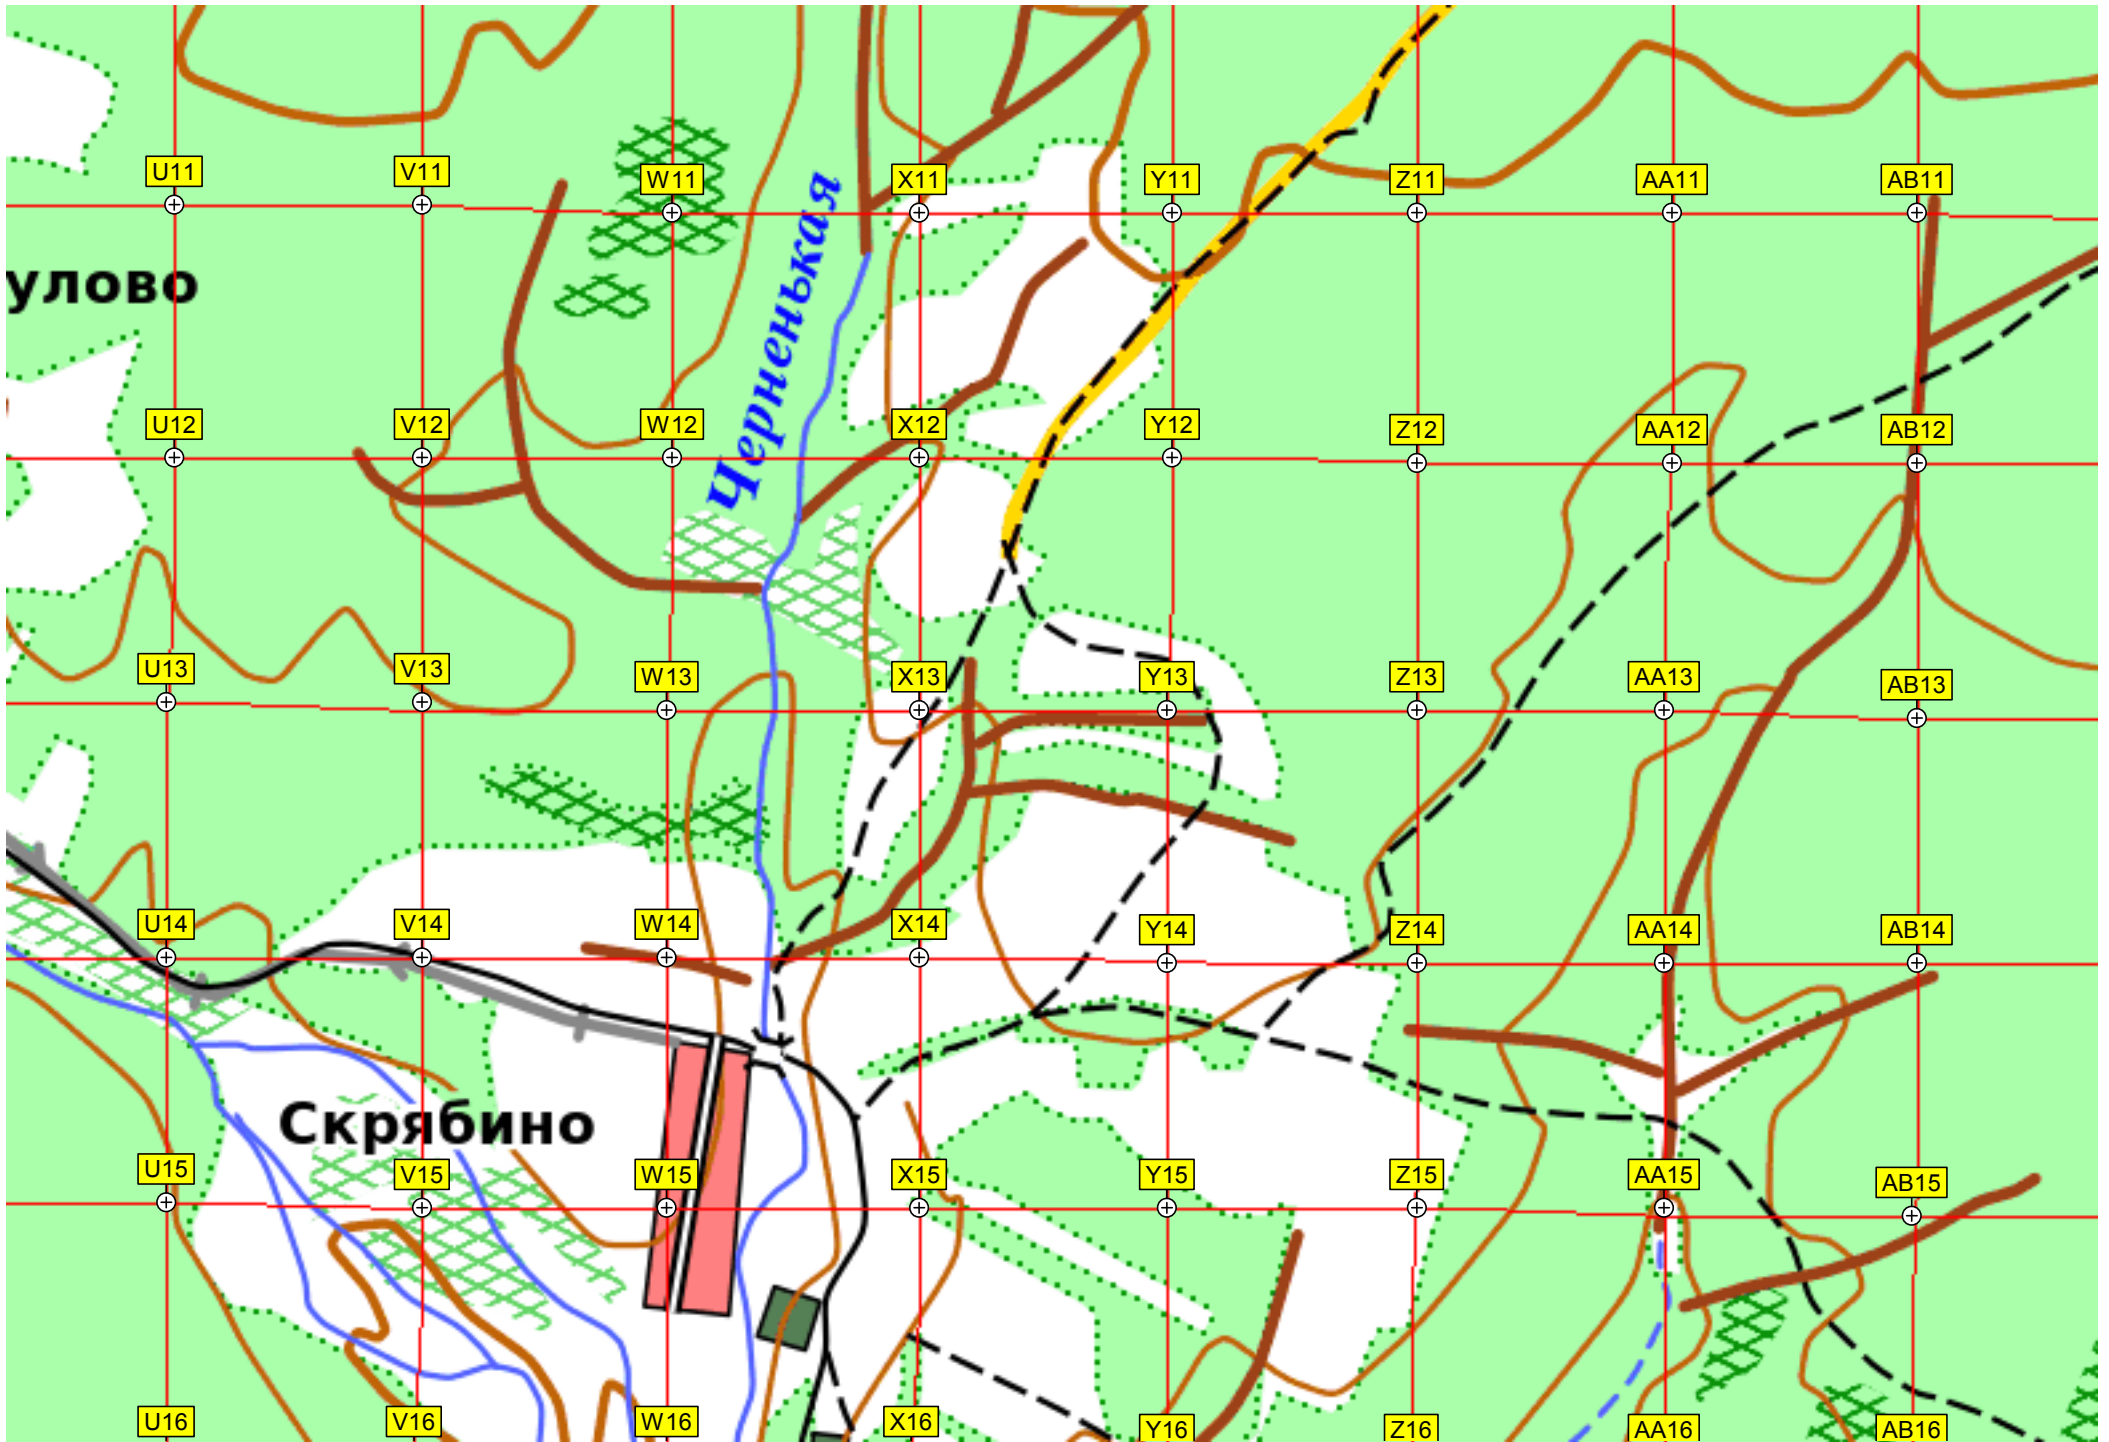 U11 V11 W11 X11 Y11 Z11 AA11 AB11
улово
Черненькая
U12 V12 W12 X12 Y12 Z12 AA12 AB12
U13 V13 W13 X13 Y13 Z13 AA13 AB13
U14 V14 W14 X14 Y14 Z14 AA14 AB14
Скрябино
U15 V15 W15 X15 Y15 Z15 AA15 AB15
U16 V16 W16 X16 Y16 Z16 AA16 AB16